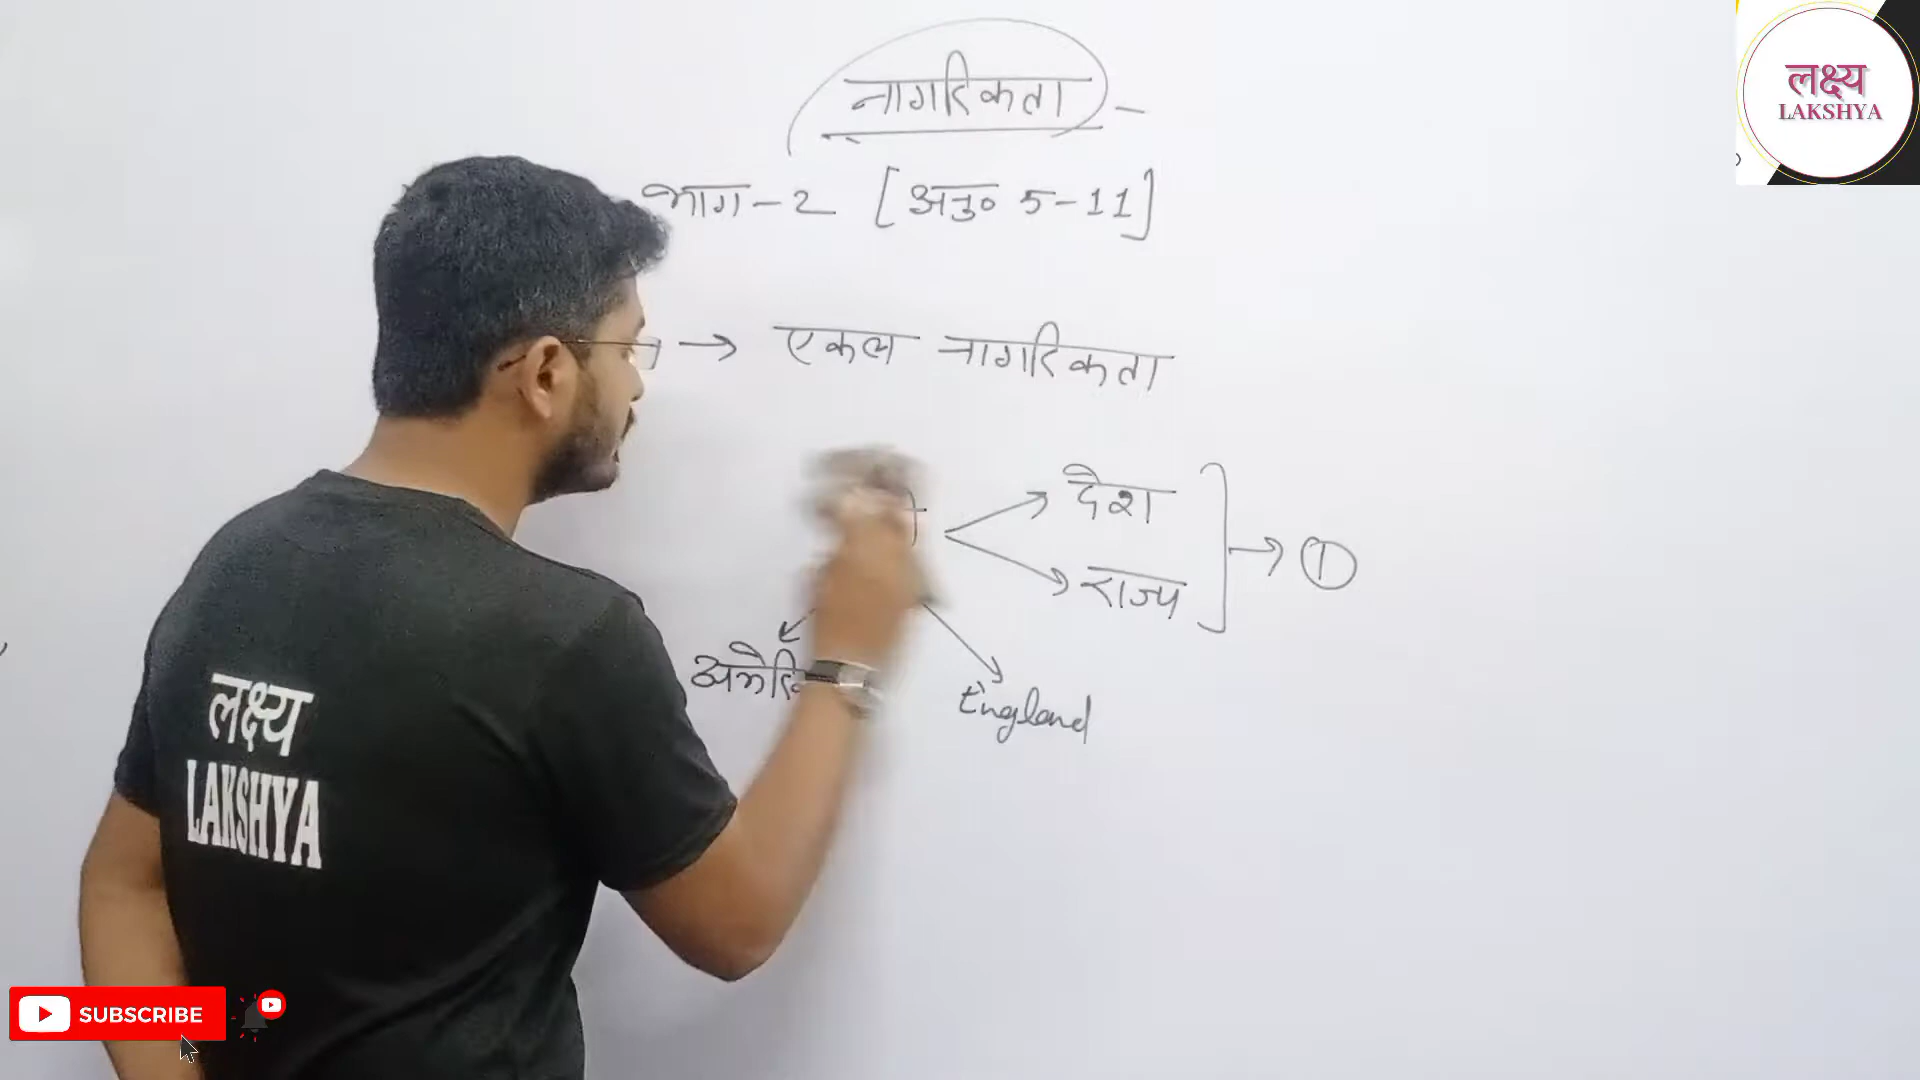 नागरिकता -
भाग - 2 [अनु० 5-11]
→ एकल नागरिकता
देश
राज्य
→ ①
England
लक्ष्य
LAKSHYA
लक्ष्य
LAKSHYA
SUBSCRIBE